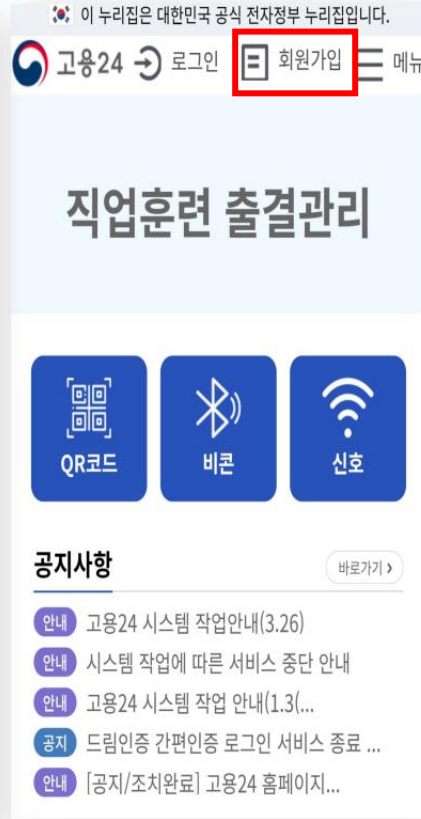 이 누리집은 대한민국 공식 전자정부 누리집입니다.
고용24 로그인 회원가입 메뉴
직업훈련 출결관리
QR코드 비콘 신호
공지사항 바로가기 >
안내 고용24 시스템 작업안내(3.26)
안내 시스템 작업에 따른 서비스 중단 안내
안내 고용24 시스템 작업 안내(1.3(...
공지 드림인증 간편인증 로그인 서비스 종료 ...
안내 [공지/조치완료] 고용24 홈페이지...